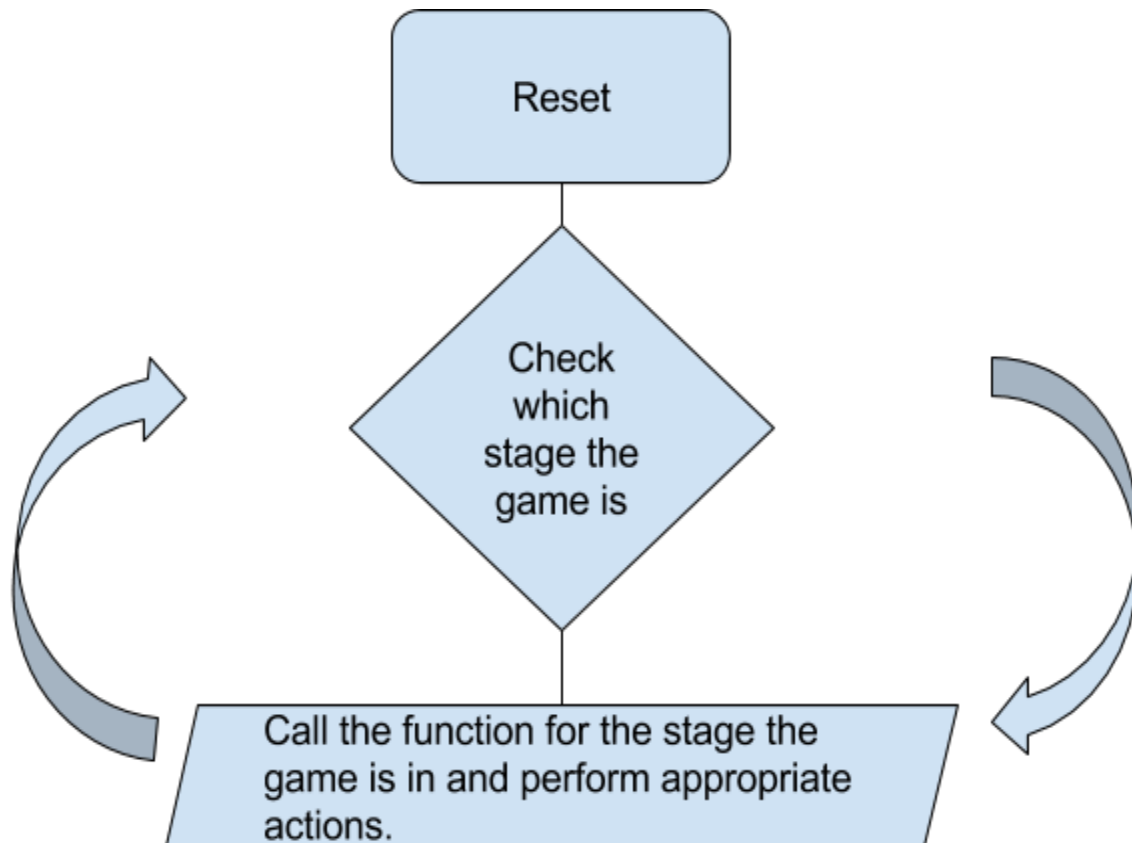 Reset
Check
which
stage the
game is
Call the function for the stage the
game is in and perform appropriate
actions.